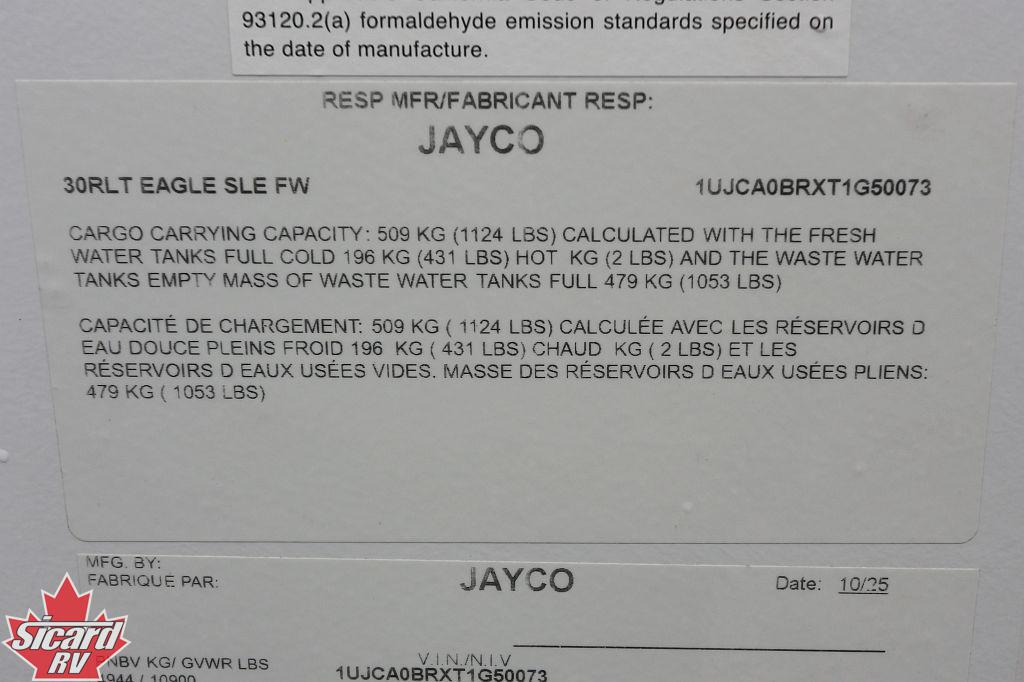 93120.2(a) formaldehyde emission standards specified on
the date of manufacture.
RESP MFR/FABRICANT RESP:
JAYCO
30RLT EAGLE SLE FW 1UJCA0BRXT1G50073
CARGO CARRYING CAPACITY: 509 KG (1124 LBS) CALCULATED WITH THE FRESH
WATER TANKS FULL COLD 196 KG (431 LBS) HOT KG (2 LBS) AND THE WASTE WATER
TANKS EMPTY MASS OF WASTE WATER TANKS FULL 479 KG (1053 LBS)
CAPACITÉ DE CHARGEMENT: 509 KG ( 1124 LBS) CALCULÉE AVEC LES RÉSERVOIRS D
EAU DOUCE PLEINS FROID 196 KG ( 431 LBS) CHAUD KG ( 2 LBS) ET LES
RÉSERVOIRS D EAUX USÉES VIDES. MASSE DES RÉSERVOIRS D EAUX USÉES PLIENS:
479 KG ( 1053 LBS)
MFG. BY:
FABRIQUÉ PAR: JAYCO Date: 10/25
Sicard
RV
KG/ GVWR LBS V.I.N./N.I.V
/ 10900 1UJCA0BRXT1G50073